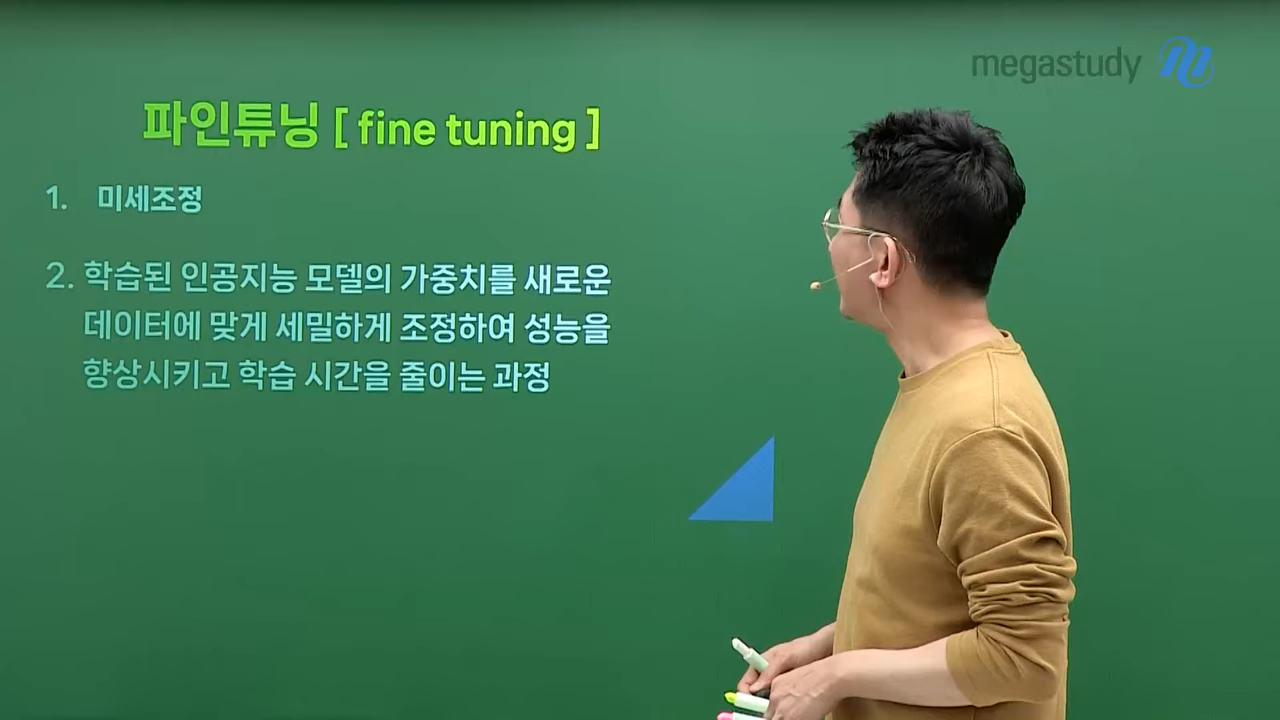 megastudy
파인튜닝 [ fine tuning ]
1. 미세조정
2. 학습된 인공지능 모델의 가중치를 새로운
데이터에 맞게 세밀하게 조정하여 성능을
향상시키고 학습 시간을 줄이는 과정